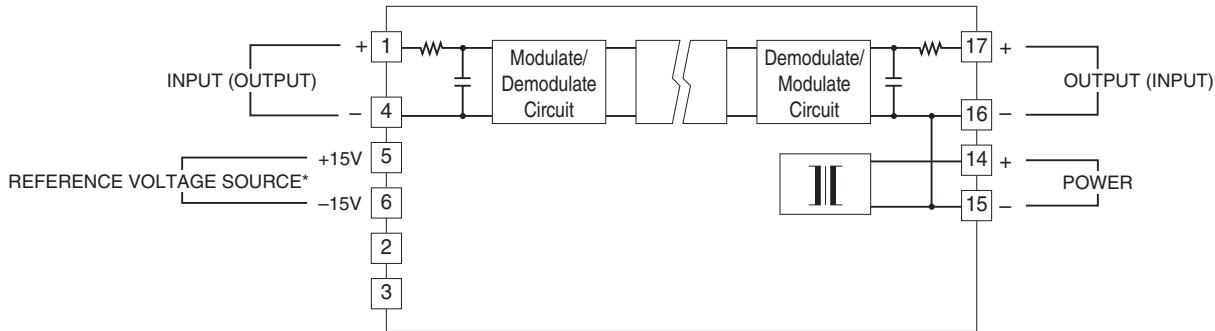 + 1
INPUT (OUTPUT)
– 4
+15V 5
REFERENCE VOLTAGE SOURCE*
–15V 6
2
3
Modulate/
Demodulate
Circuit
Demodulate/
Modulate
Circuit
17 +
OUTPUT (INPUT)
16 –
14 +
POWER
15 –